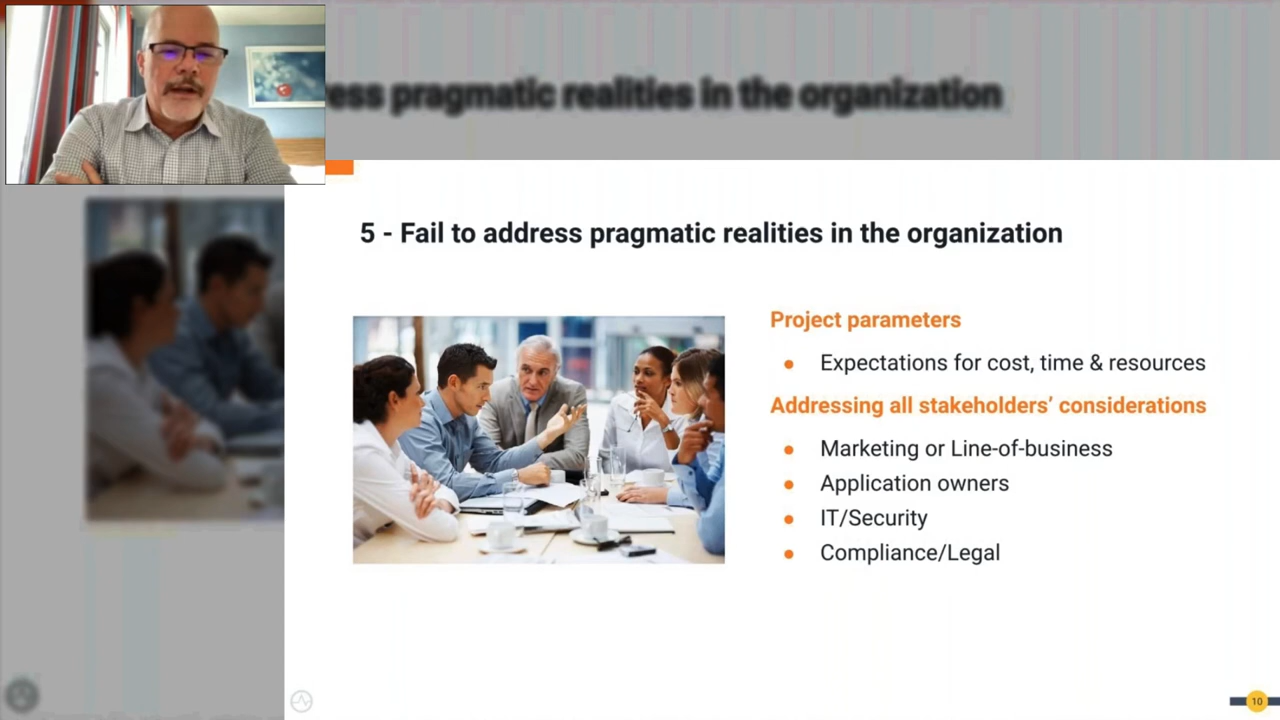 ess pragmatic realities in the organization
5 - Fail to address pragmatic realities in the organization
Project parameters
● Expectations for cost, time & resources
Addressing all stakeholders’ considerations
● Marketing or Line-of-business
● Application owners
● IT/Security
● Compliance/Legal
10